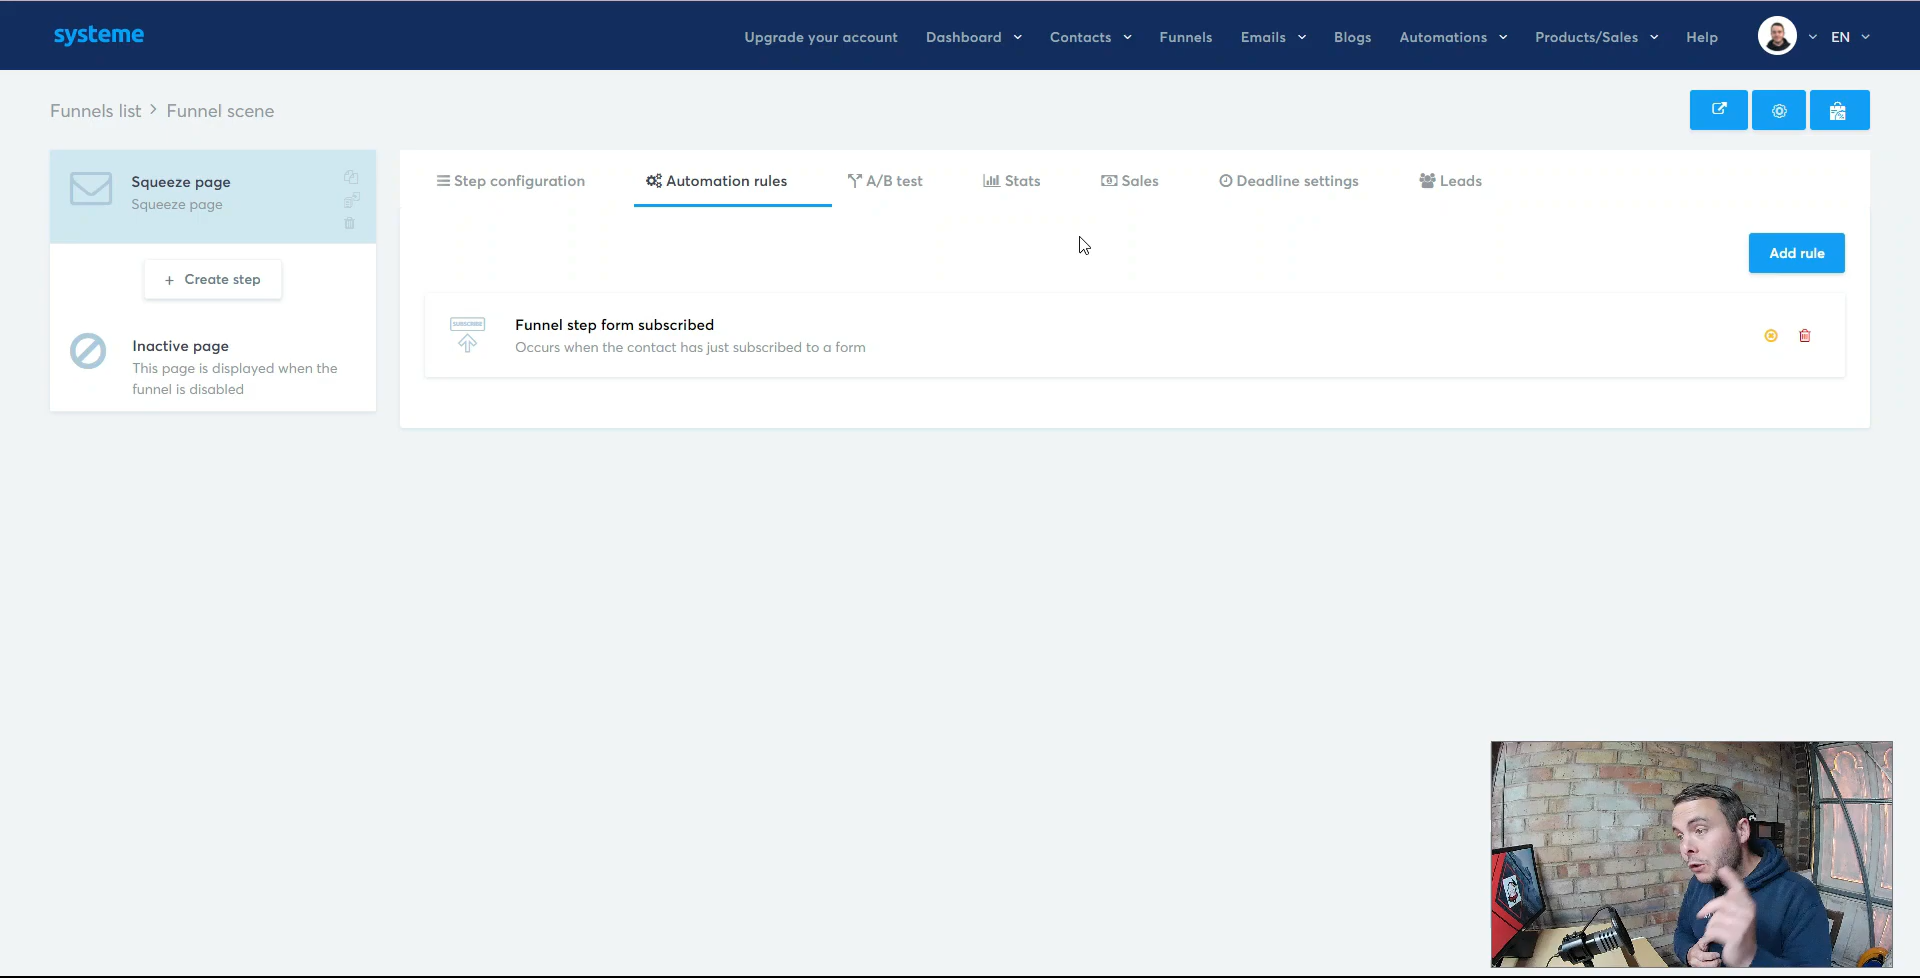 systeme
Upgrade your account
Dashboard
Contacts
Funnels
Emails
Blogs
Automations
Products/Sales
Help
EN
Funnels list > Funnel scene
Squeeze page
Squeeze page
+ Create step
Inactive page
This page is displayed when the
funnel is disabled
Step configuration
Automation rules
A/B test
Stats
Sales
Deadline settings
Leads
Add rule
SUBSCRIBE
Funnel step form subscribed
Occurs when the contact has just subscribed to a form